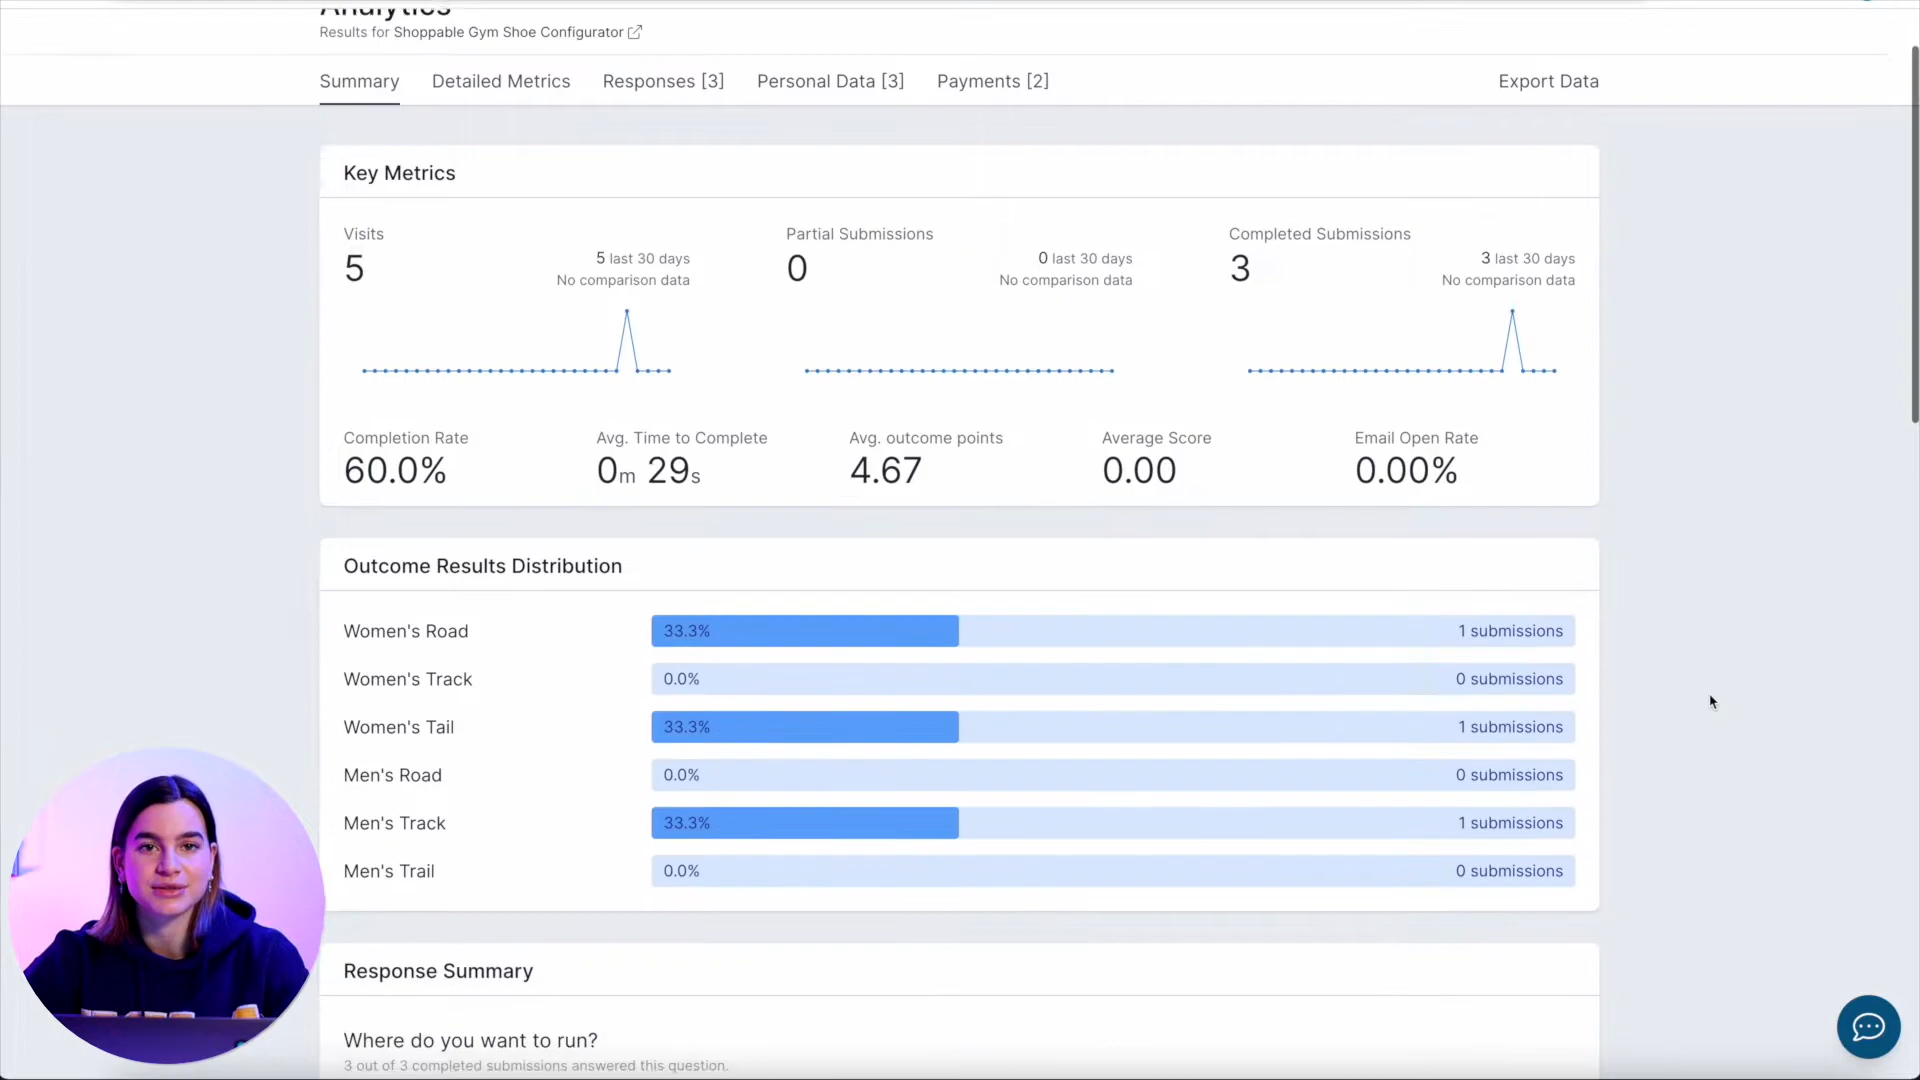 Analytics
Results for Shoppable Gym Shoe Configurator
Summary Detailed Metrics Responses [3] Personal Data [3] Payments [2] Export Data
Key Metrics
Visits
5
5 last 30 days
No comparison data
Partial Submissions
0
0 last 30 days
No comparison data
Completed Submissions
3
3 last 30 days
No comparison data
Completion Rate
60.0%
Avg. Time to Complete
0m 29s
Avg. outcome points
4.67
Average Score
0.00
Email Open Rate
0.00%
Outcome Results Distribution
Women's Road 33.3% 1 submissions
Women's Track 0.0% 0 submissions
Women's Tail 33.3% 1 submissions
Men's Road 0.0% 0 submissions
Men's Track 33.3% 1 submissions
Men's Trail 0.0% 0 submissions
Response Summary
Where do you want to run?
3 out of 3 completed submissions answered this question.